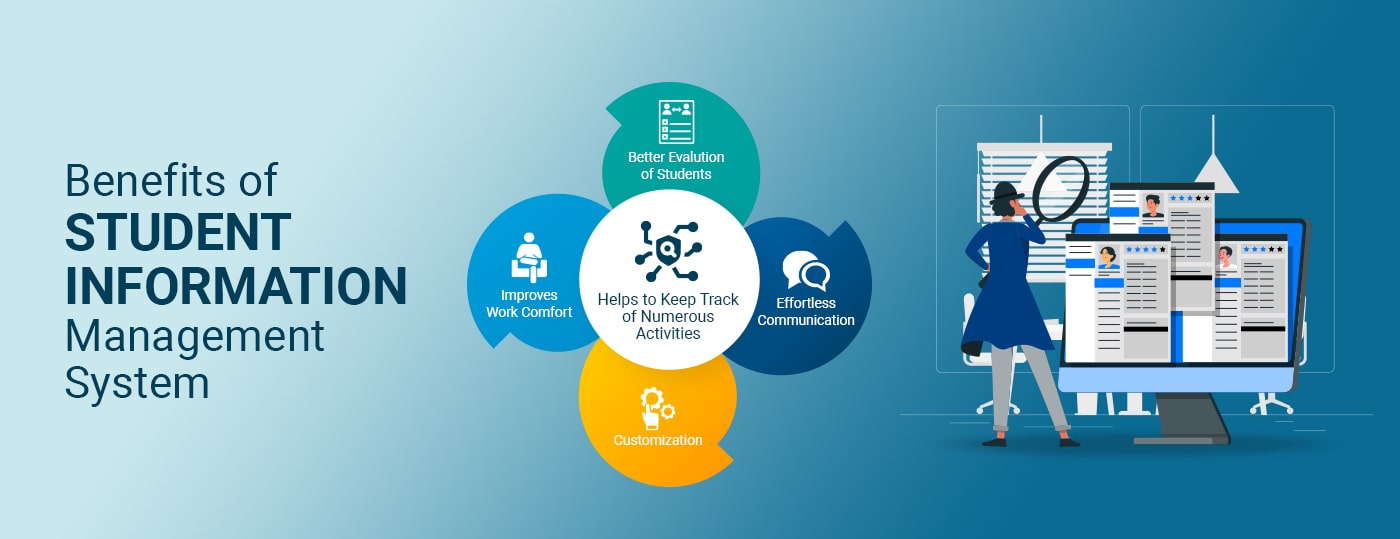 Benefits of
STUDENT
INFORMATION
Management
System
Better Evalution
of Students
Improves
Work Comfort
Helps to Keep Track
of Numerous
Activities
Effortless
Communication
Customization